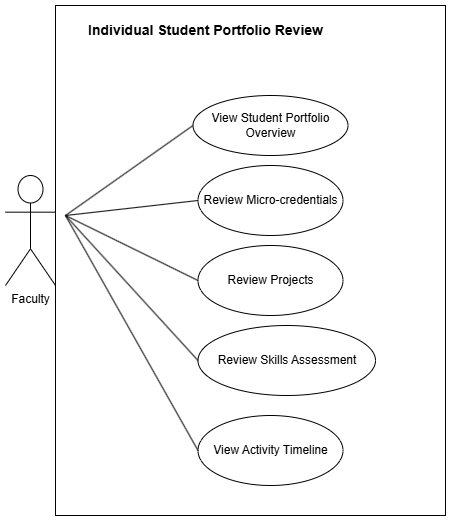 Individual Student Portfolio Review
View Student Portfolio
Overview
Review Micro-credentials
Review Projects
Faculty
Review Skills Assessment
View Activity Timeline